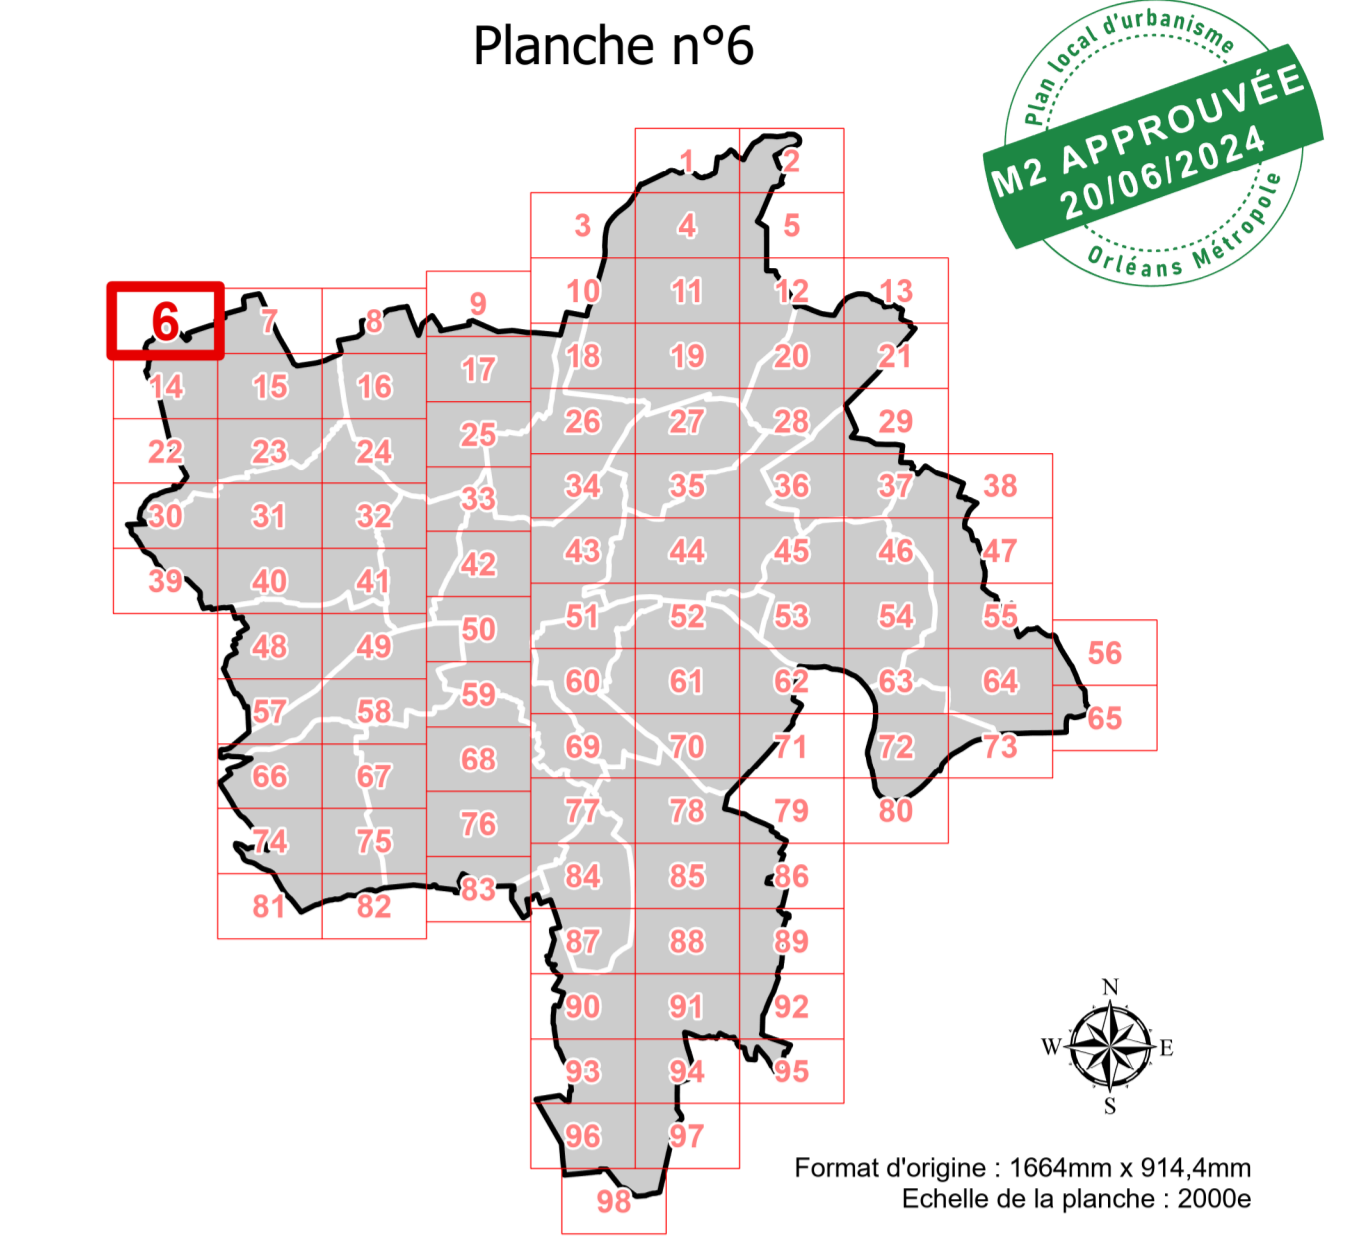 Planche n°6
Plan local d'urbanisme
M2 APPROUVÉE
20/06/2024
Orléans Métropole
1 2
3 4 5
6 7 8 9 10 11 12 13
14 15 16 17 18 19 20 21
22 23 24 25 26 27 28 29
30 31 32 33 34 35 36 37 38
39 40 41 42 43 44 45 46 47
48 49 50 51 52 53 54 55 56
57 58 59 60 61 62 63 64 65
66 67 68 69 70 71 72 73
74 75 76 77 78 79 80
81 82 83 84 85 86
87 88 89
90 91 92
93 94 95
96 97
98
N
W E
S
Format d'origine : 1664mm x 914,4mm
Echelle de la planche : 2000e